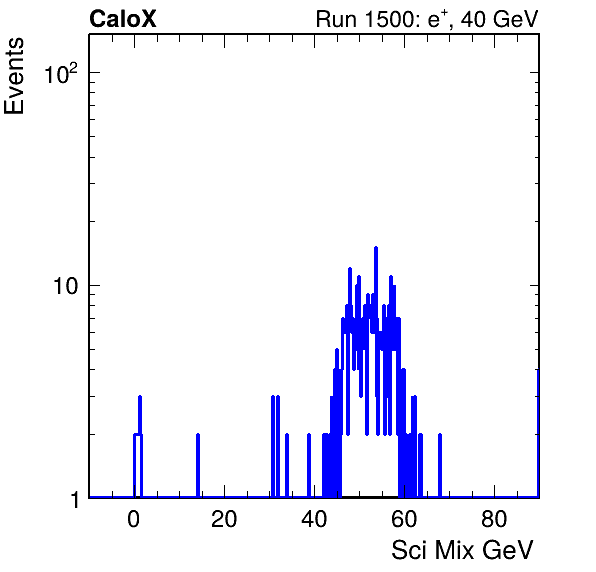 CaloX Run 1500: e⁺, 40 GeV
Events
10²
10
1
0 20 40 60 80
Sci Mix GeV